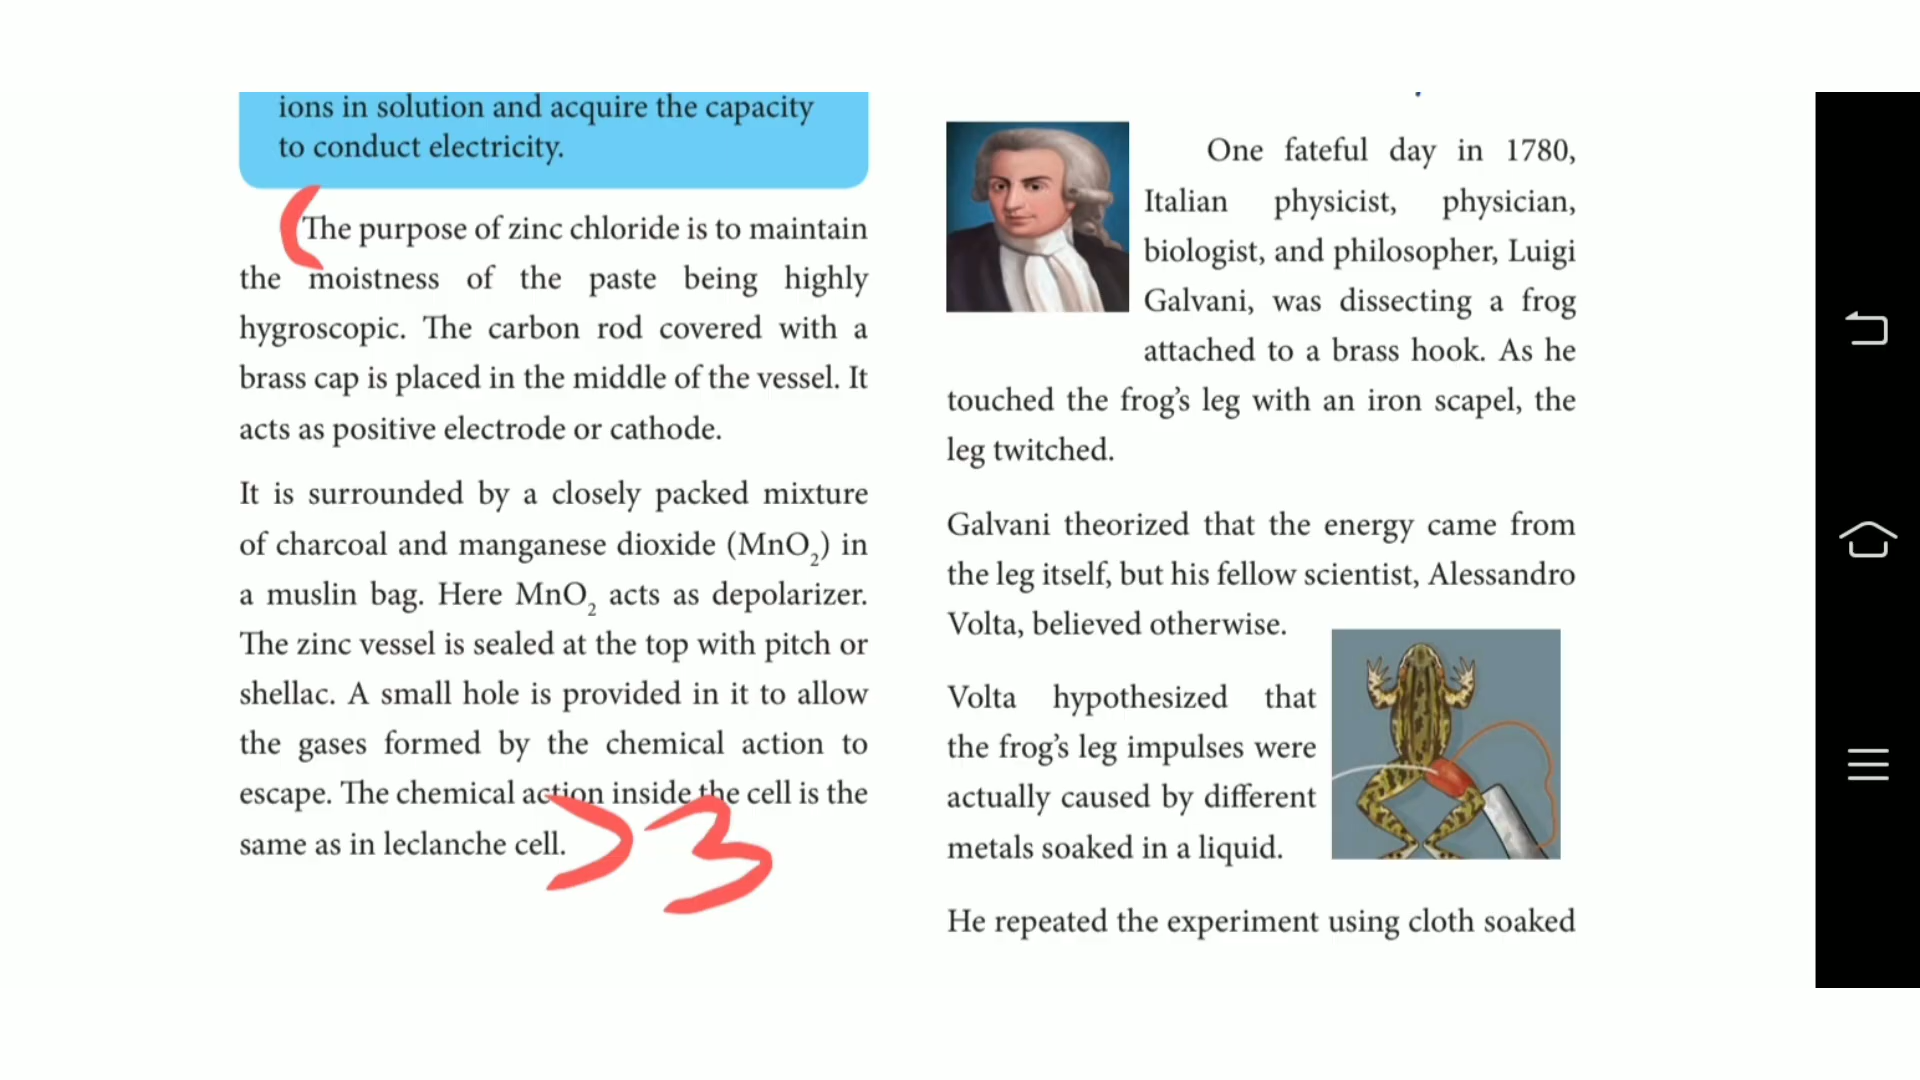 ions in solution and acquire the capacity
to conduct electricity.
The purpose of zinc chloride is to maintain
the moistness of the paste being highly
hygroscopic. The carbon rod covered with a
brass cap is placed in the middle of the vessel. It
acts as positive electrode or cathode.
It is surrounded by a closely packed mixture
of charcoal and manganese dioxide (MnO₂) in
a muslin bag. Here MnO₂ acts as depolarizer.
The zinc vessel is sealed at the top with pitch or
shellac. A small hole is provided in it to allow
the gases formed by the chemical action to
escape. The chemical action inside the cell is the
same as in leclanche cell.
3
One fateful day in 1780,
Italian physicist, physician,
biologist, and philosopher, Luigi
Galvani, was dissecting a frog
attached to a brass hook. As he
touched the frog's leg with an iron scapel, the
leg twitched.
Galvani theorized that the energy came from
the leg itself, but his fellow scientist, Alessandro
Volta, believed otherwise.
Volta hypothesized that
the frog's leg impulses were
actually caused by different
metals soaked in a liquid.
He repeated the experiment using cloth soaked